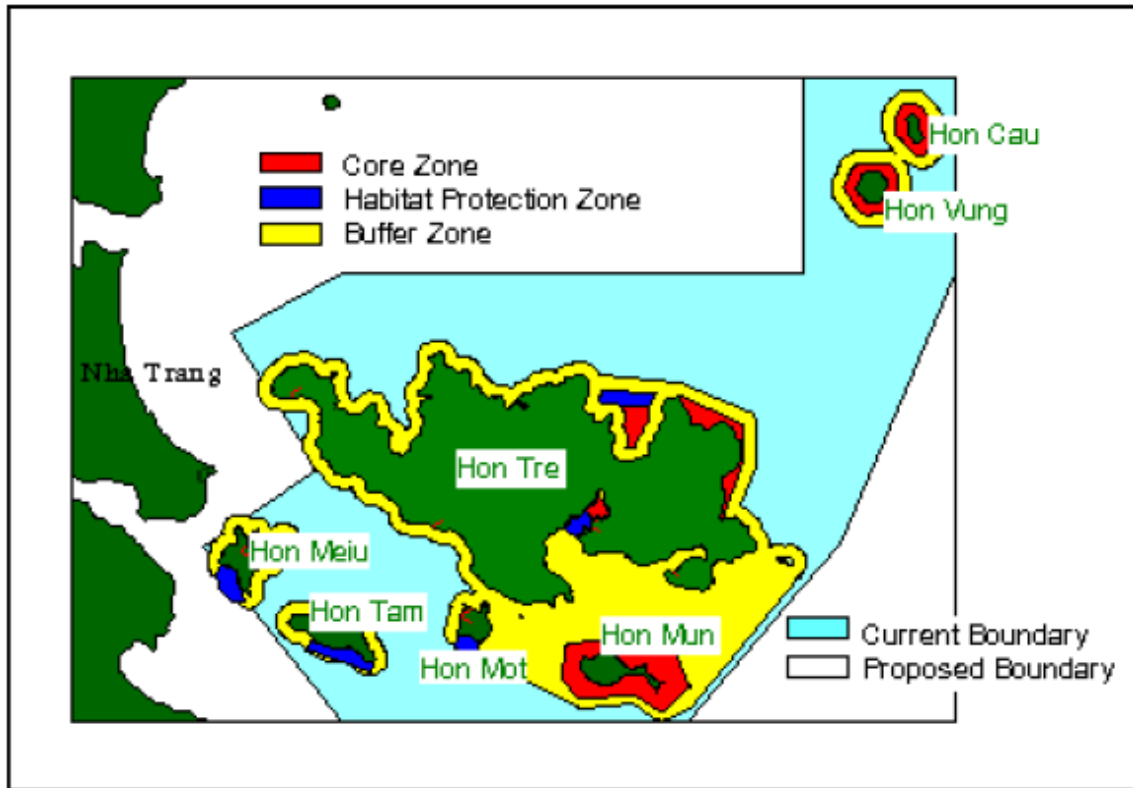 Hon Cau
Core Zone
Habitat Protection Zone
Hon Vung
Buffer Zone
Nha Trang
Hon Tre
Hon Meiu
Hon Tam
Hon Mun
Current Boundary
Hon Mot
Proposed Boundary